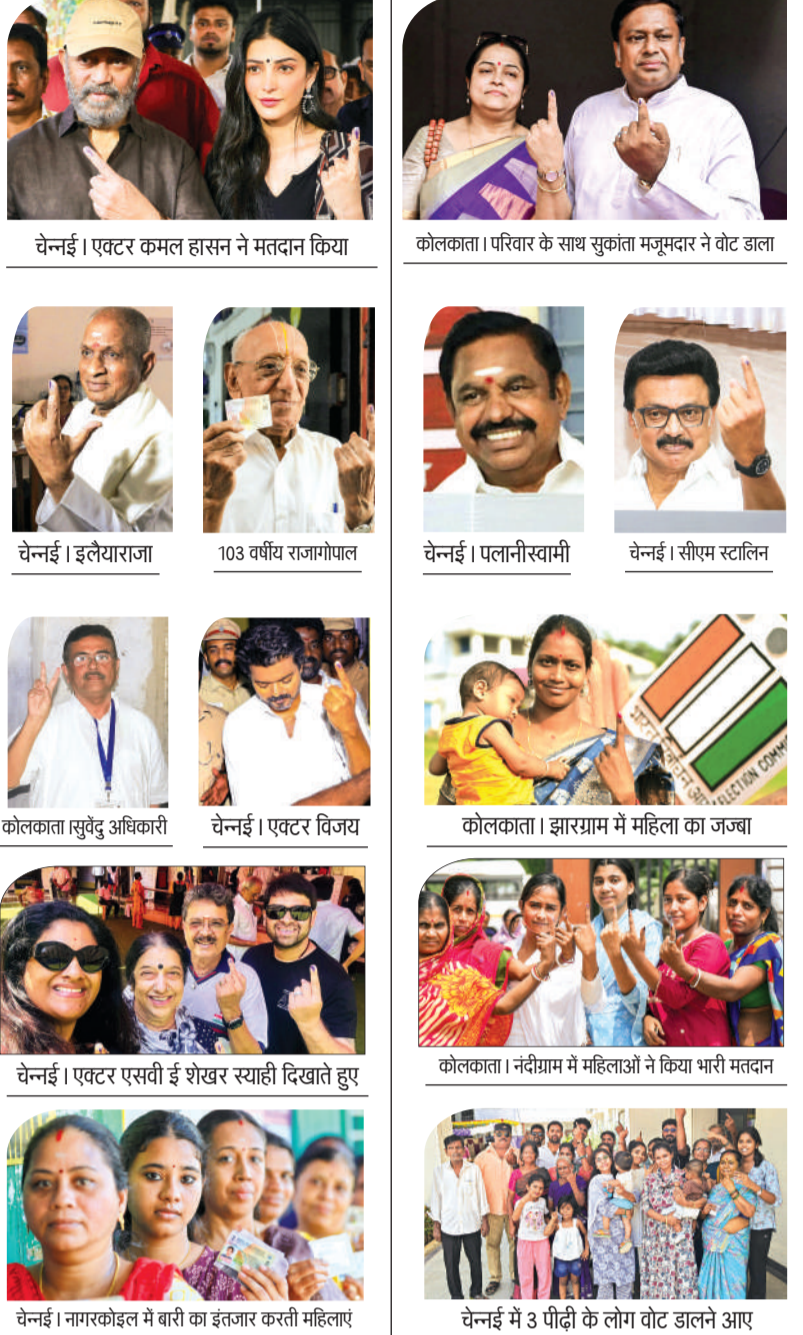 चेन्नई । एक्टर कमल हासन ने मतदान किया
कोलकाता । परिवार के साथ सुकांता मजूमदार ने वोट डाला
चेन्नई । इलैयाराजा
103 वर्षीय राजागोपाल
चेन्नई । पलानीस्वामी
चेन्नई । सीएम स्टालिन
कोलकाता ।सुवेंदु अधिकारी
चेन्नई । एक्टर विजय
ELECTION COMM
कोलकाता । झारग्राम में महिला का जज्बा
चेन्नई । एक्टर एसवी ई शेखर स्याही दिखाते हुए
कोलकाता । नंदीग्राम में महिलाओं ने किया भारी मतदान
चेन्नई । नागरकोइल में बारी का इंतजार करती महिलाएं
चेन्नई में 3 पीढ़ी के लोग वोट डालने आए